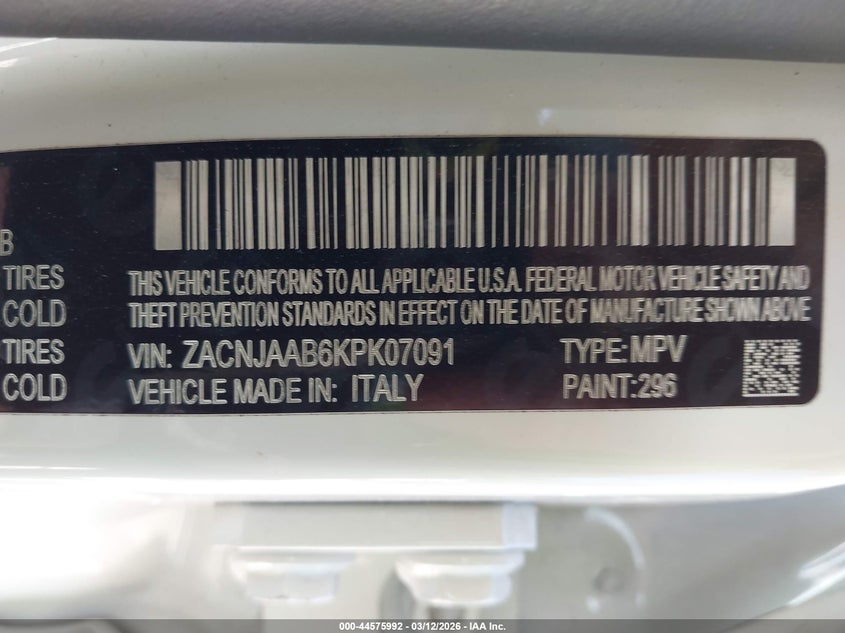 B
TIRES
COLD
TIRES
COLD
THIS VEHICLE CONFORMS TO ALL APPLICABLE U.S.A. FEDERAL MOTOR VEHICLE SAFETY AND
THEFT PREVENTION STANDARDS IN EFFECT ON THE DATE OF MANUFACTURE SHOWN ABOVE
VIN: ZACNJAAB6KPK07091 TYPE: MPV
VEHICLE MADE IN: ITALY PAINT:296
000-44575992 - 03/12/2026 - IAA Inc.